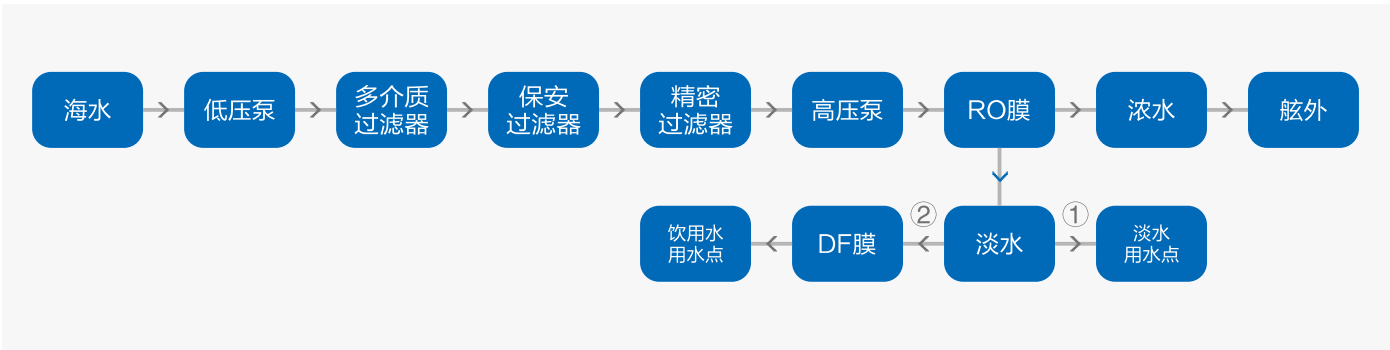 海水
低压泵
多介质
过滤器
保安
过滤器
精密
过滤器
高压泵
RO膜
浓水
舷外
饮用水
用水点
DF膜
②
淡水
①
淡水
用水点